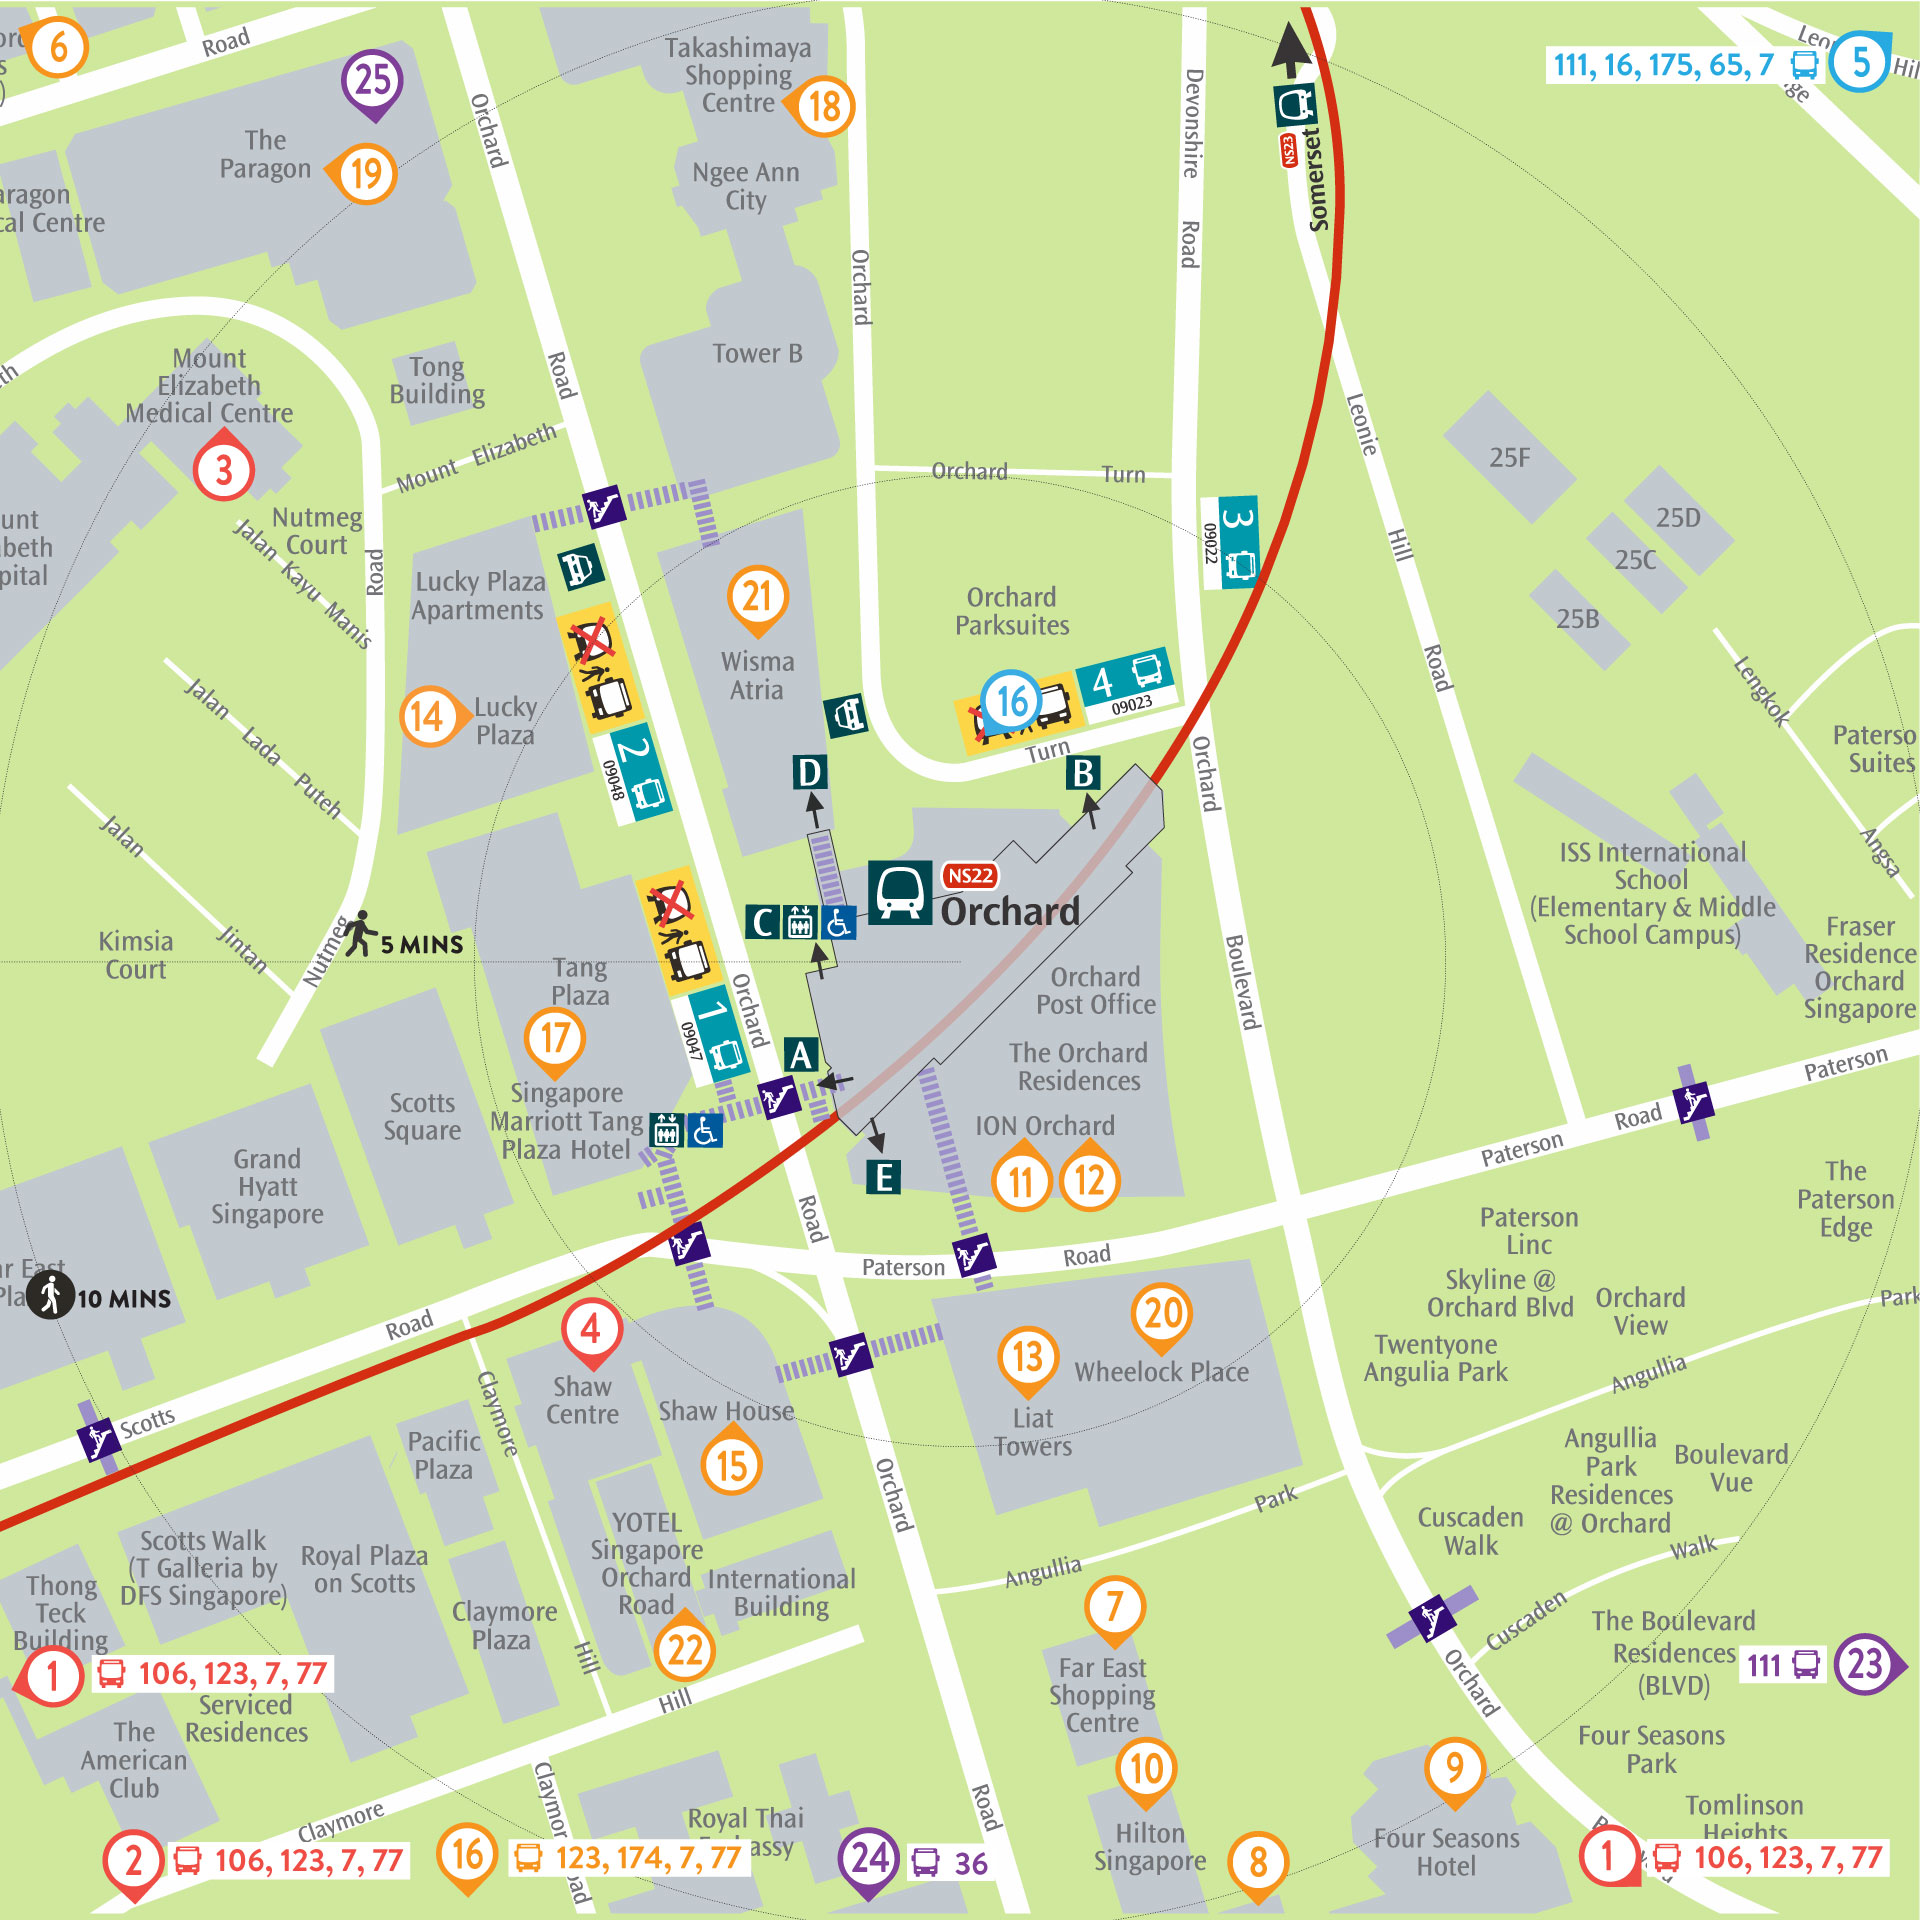 6
Road
25
The
Paragon
19
Orchard
Takashimaya
Shopping
Centre
18
Ngee Ann
City
Devonshire
Road
NS23
Somerset
111, 16, 175, 65, 7
5
Orchard
cal Centre
Mount
Elizabeth
Medical Centre
3
Tong
Building
Road
Tower B
Mount Elizabeth
Nutmeg
Court
Jalan Kayu Manis
Road
Lucky Plaza
Apartments
14
Lucky
Plaza
2
09048
21
Wisma
Atria
Orchard Turn
Orchard
Parksuites
16
4
09023
Turn
3
09022
Leonie
Hill
Road
25F
25D
25C
25B
Lengkok
Angsa
Suites
Jalan Lada Puteh
Jalan
Jintan
Kimsia
Court
Nutmeg
5 MINS
D
B
C
NS22
Orchard
Orchard
Boulevard
ISS International
School
(Elementary & Middle
School Campus)
Fraser
Residence
Orchard
Singapore
Tang
Plaza
17
Singapore
Marriott Tang
Plaza Hotel
1
09047
Orchard
A
E
Orchard
Post Office
The Orchard
Residences
ION Orchard
11
12
Scotts
Square
Grand
Hyatt
Singapore
10 MINS
Road
Scotts
Road
Paterson
Road
Paterson
Road
Paterson
The
Paterson
Edge
Paterson
Linc
Skyline @
Orchard Blvd
Orchard
View
Twentyone
Angulia Park
Park
Angullia
4
Shaw
Centre
Shaw House
15
13
Liat
Towers
20
Wheelock Place
Claymore
Hill
Pacific
Plaza
Scotts Walk
(T Galleria by
DFS Singapore)
Royal Plaza
on Scotts
Thong
Teck
Building
1
106, 123, 7, 77
Serviced
Residences
The
American
Club
Claymore
Plaza
YOTEL
Singapore
Orchard
Road
22
International
Building
Orchard
Angullia
Park
Angullia
Park
Residences
@ Orchard
Boulevard
Vue
Cuscaden
Walk
Cuscaden
Walk
The Boulevard
Residences
(BLVD)
111
23
Orchard
Four Seasons
Park
Tomlinson
Heights
7
Far East
Shopping
Centre
10
Hilton
Singapore
9
Four Seasons
Hotel
8
Claymore
Hill
Royal Thai
Road
2
106, 123, 7, 77
16
123, 174, 7, 77
24
36
1
106, 123, 7, 77